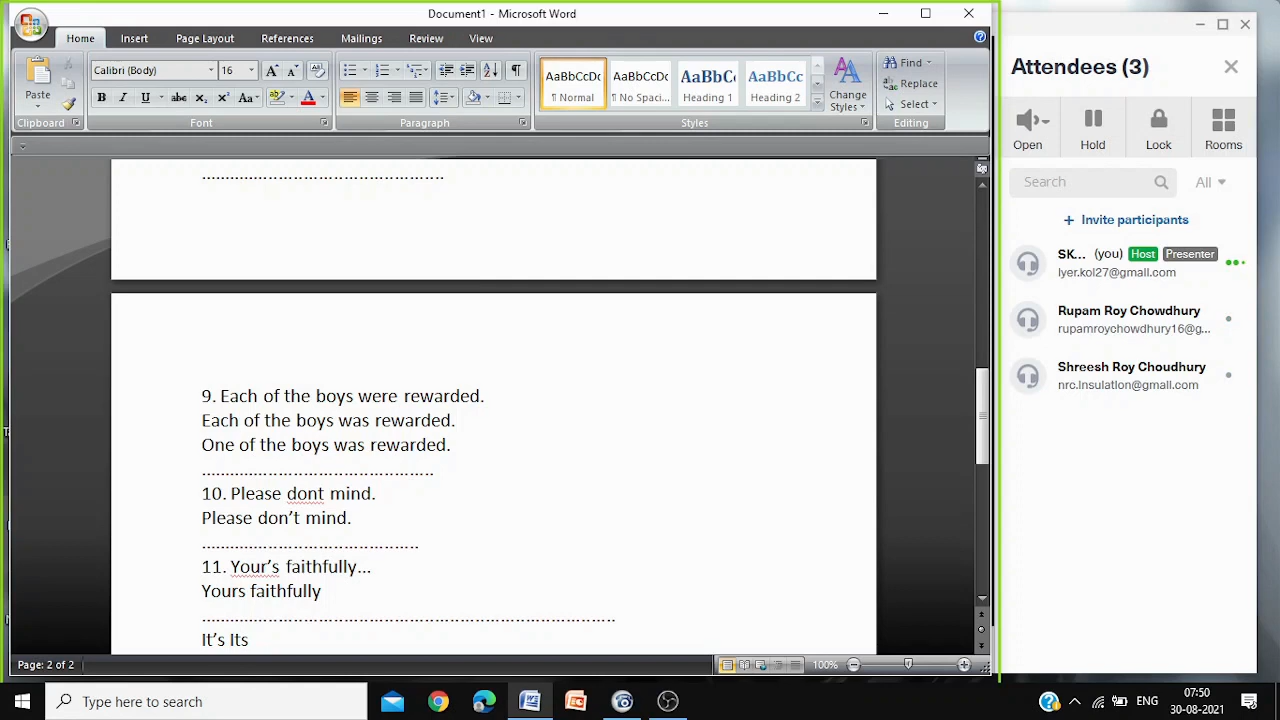 Document1 - Microsoft Word
Home Insert Page Layout References Mailings Review View
Attendees (3)
Paste
Calibri (Body) 16
AaBbCcDc AaBbCcDc AaBbC AaBbCc
¶ Normal ¶ No Spaci... Heading 1 Heading 2
Change Styles
Find
Replace
Select
Clipboard Font Paragraph Styles Editing
Open Hold Lock Rooms
Search All
+ Invite participants
SK... (you) Host Presenter
iyer.kol27@gmail.com
Rupam Roy Chowdhury
rupamroychowdhury16@g...
Shreesh Roy Choudhury
nrc.insulation@gmail.com
9. Each of the boys were rewarded.
Each of the boys was rewarded.
One of the boys was rewarded.
10. Please dont mind.
Please don’t mind.
11. Your’s faithfully...
Yours faithfully
It’s Its
Page: 2 of 2
100%
Type here to search
ENG
07:50
30-08-2021